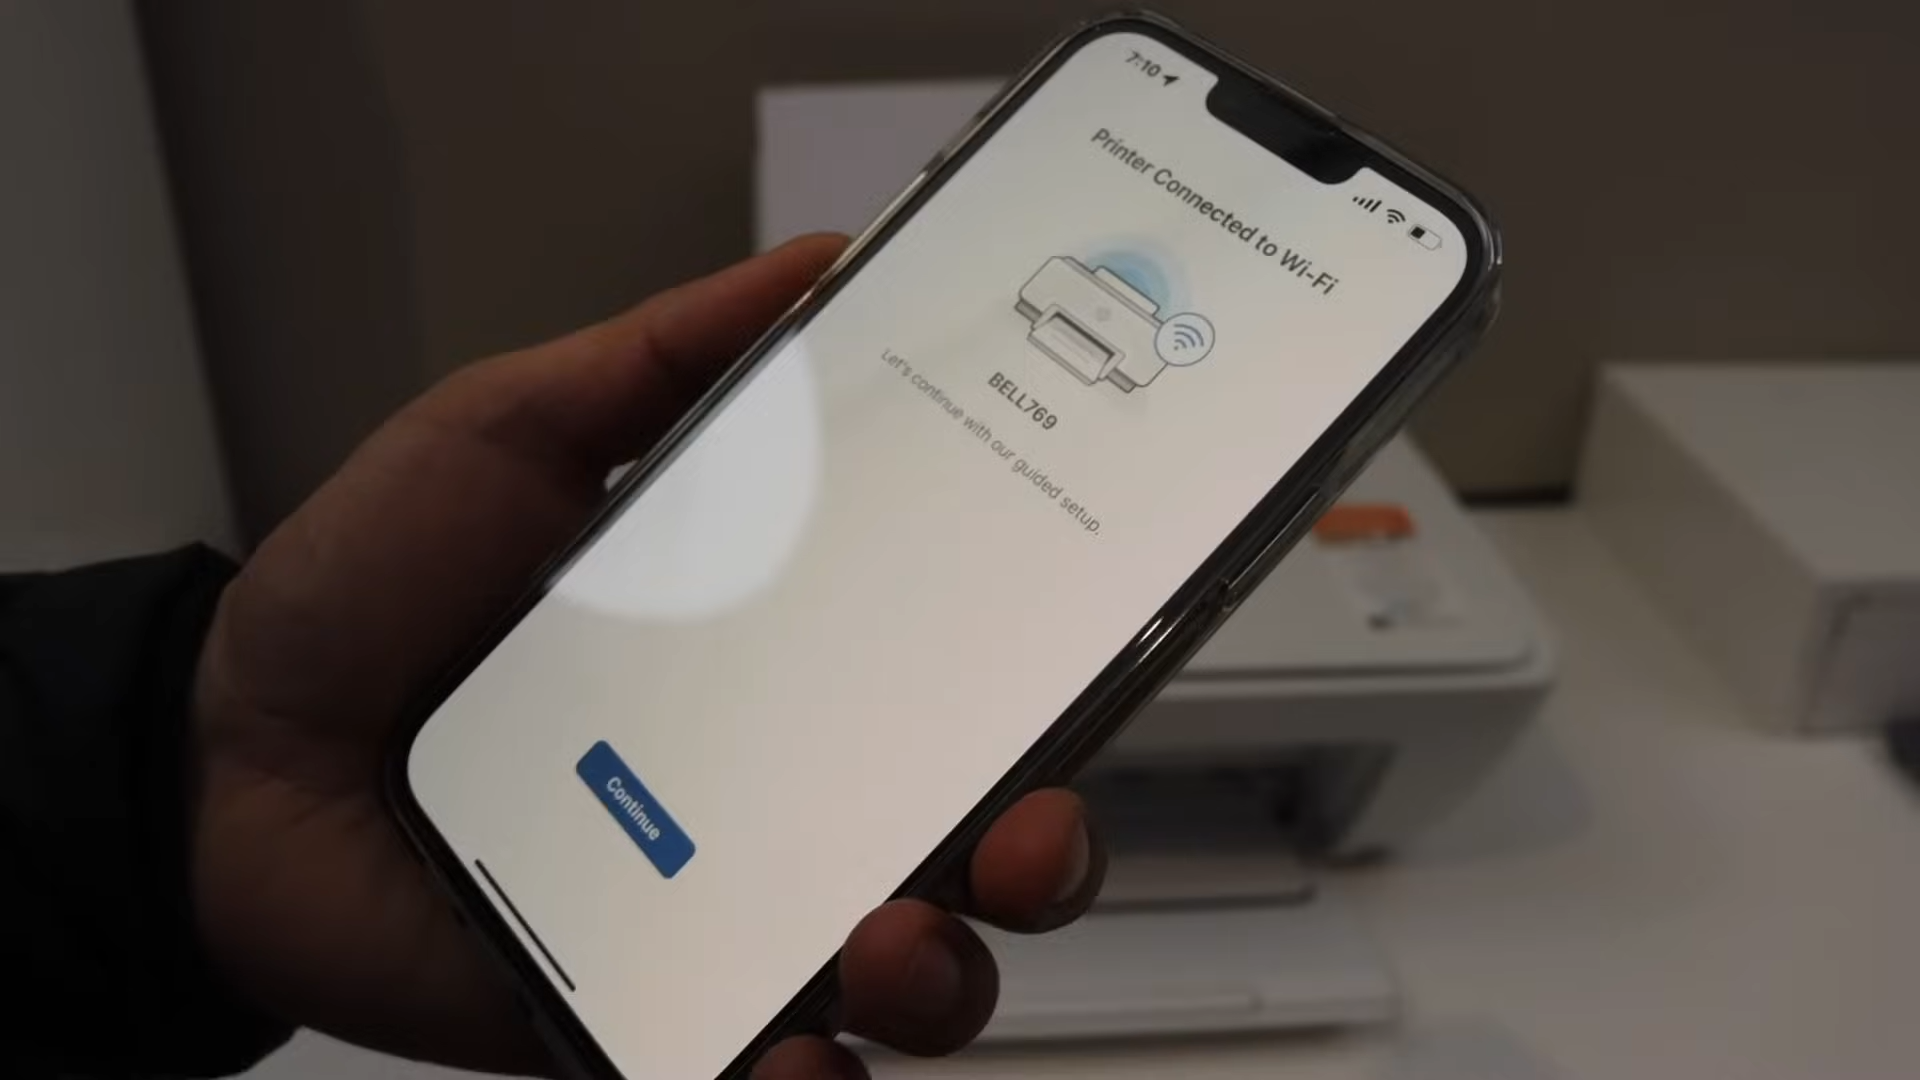 7:10
Printer Connected to Wi-Fi
BELL769
Let's continue with our guided setup.
Continue